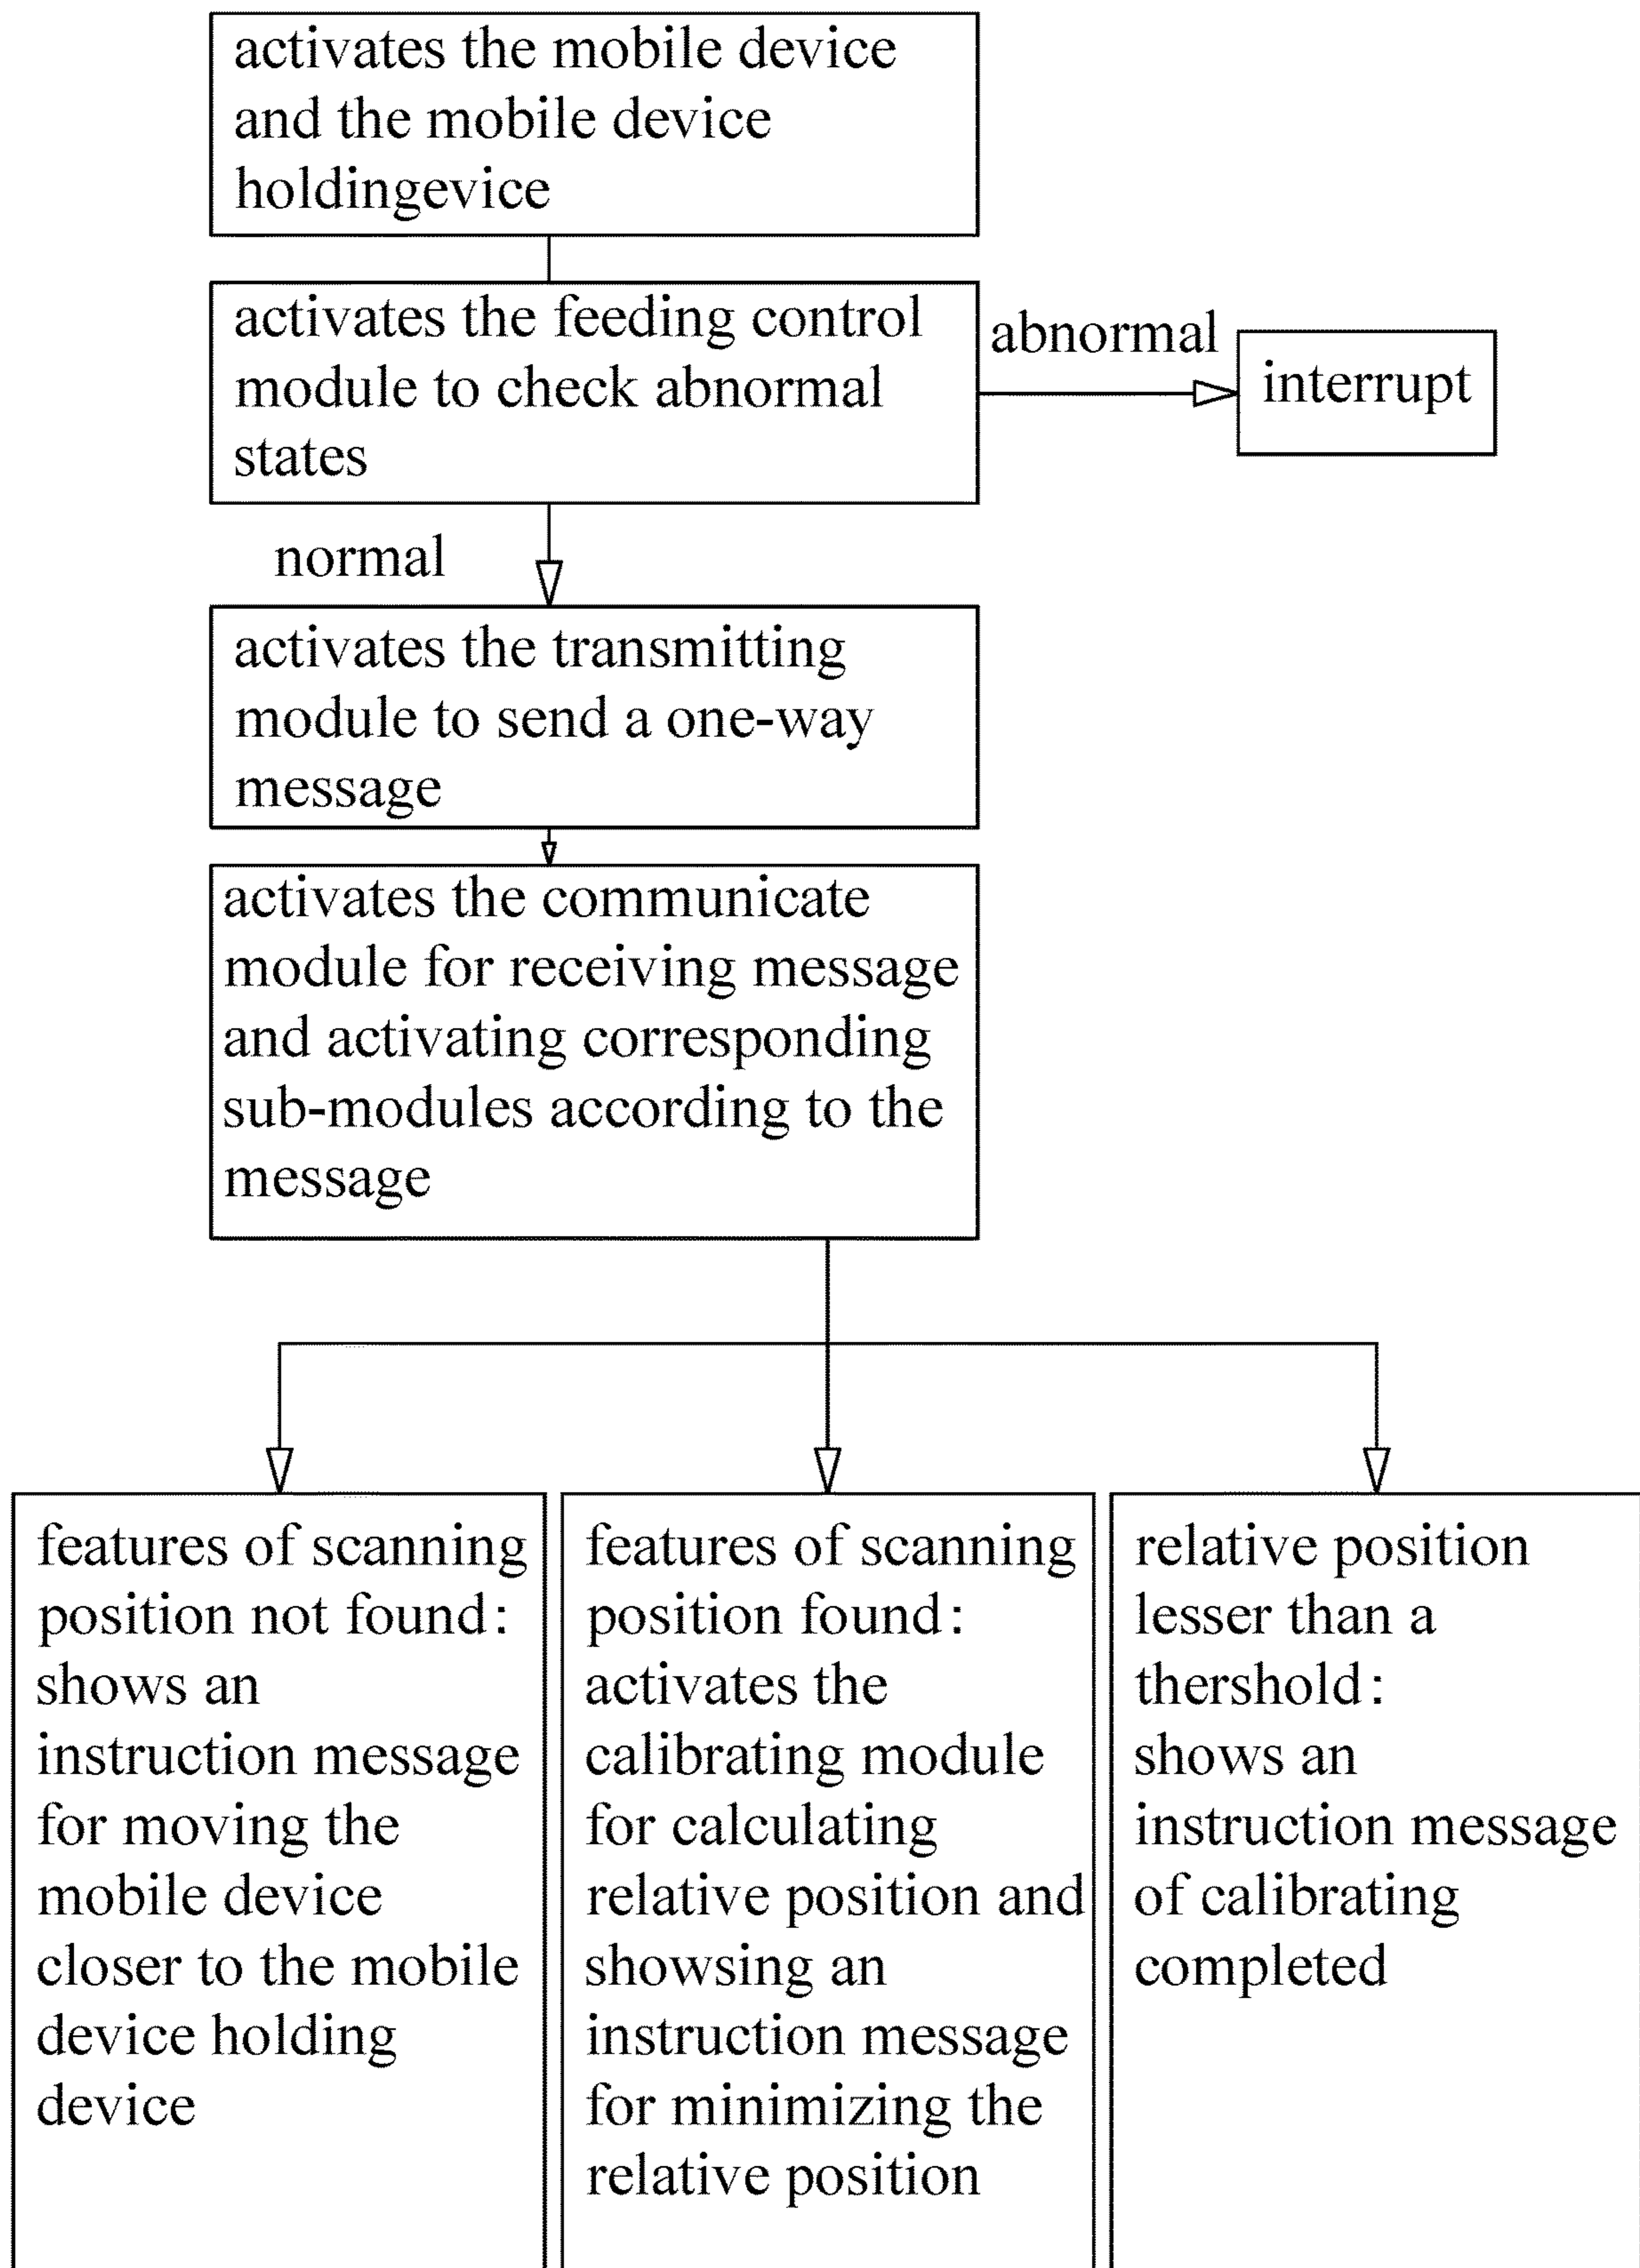 activates the mobile device
and the mobile device
holdingevice
activates the feeding control
module to check abnormal
states
abnormal
interrupt
normal
activates the transmitting
module to send a one-way
message
activates the communicate
module for receiving message
and activating corresponding
sub-modules according to the
message
features of scanning
position not found:
shows an
instruction message
for moving the
mobile device
closer to the mobile
device holding
device
features of scanning
position found:
activates the
calibrating module
for calculating
relative position and
showsing an
instruction message
for minimizing the
relative position
relative position
lesser than a
thershold:
shows an
instruction message
of calibrating
completed